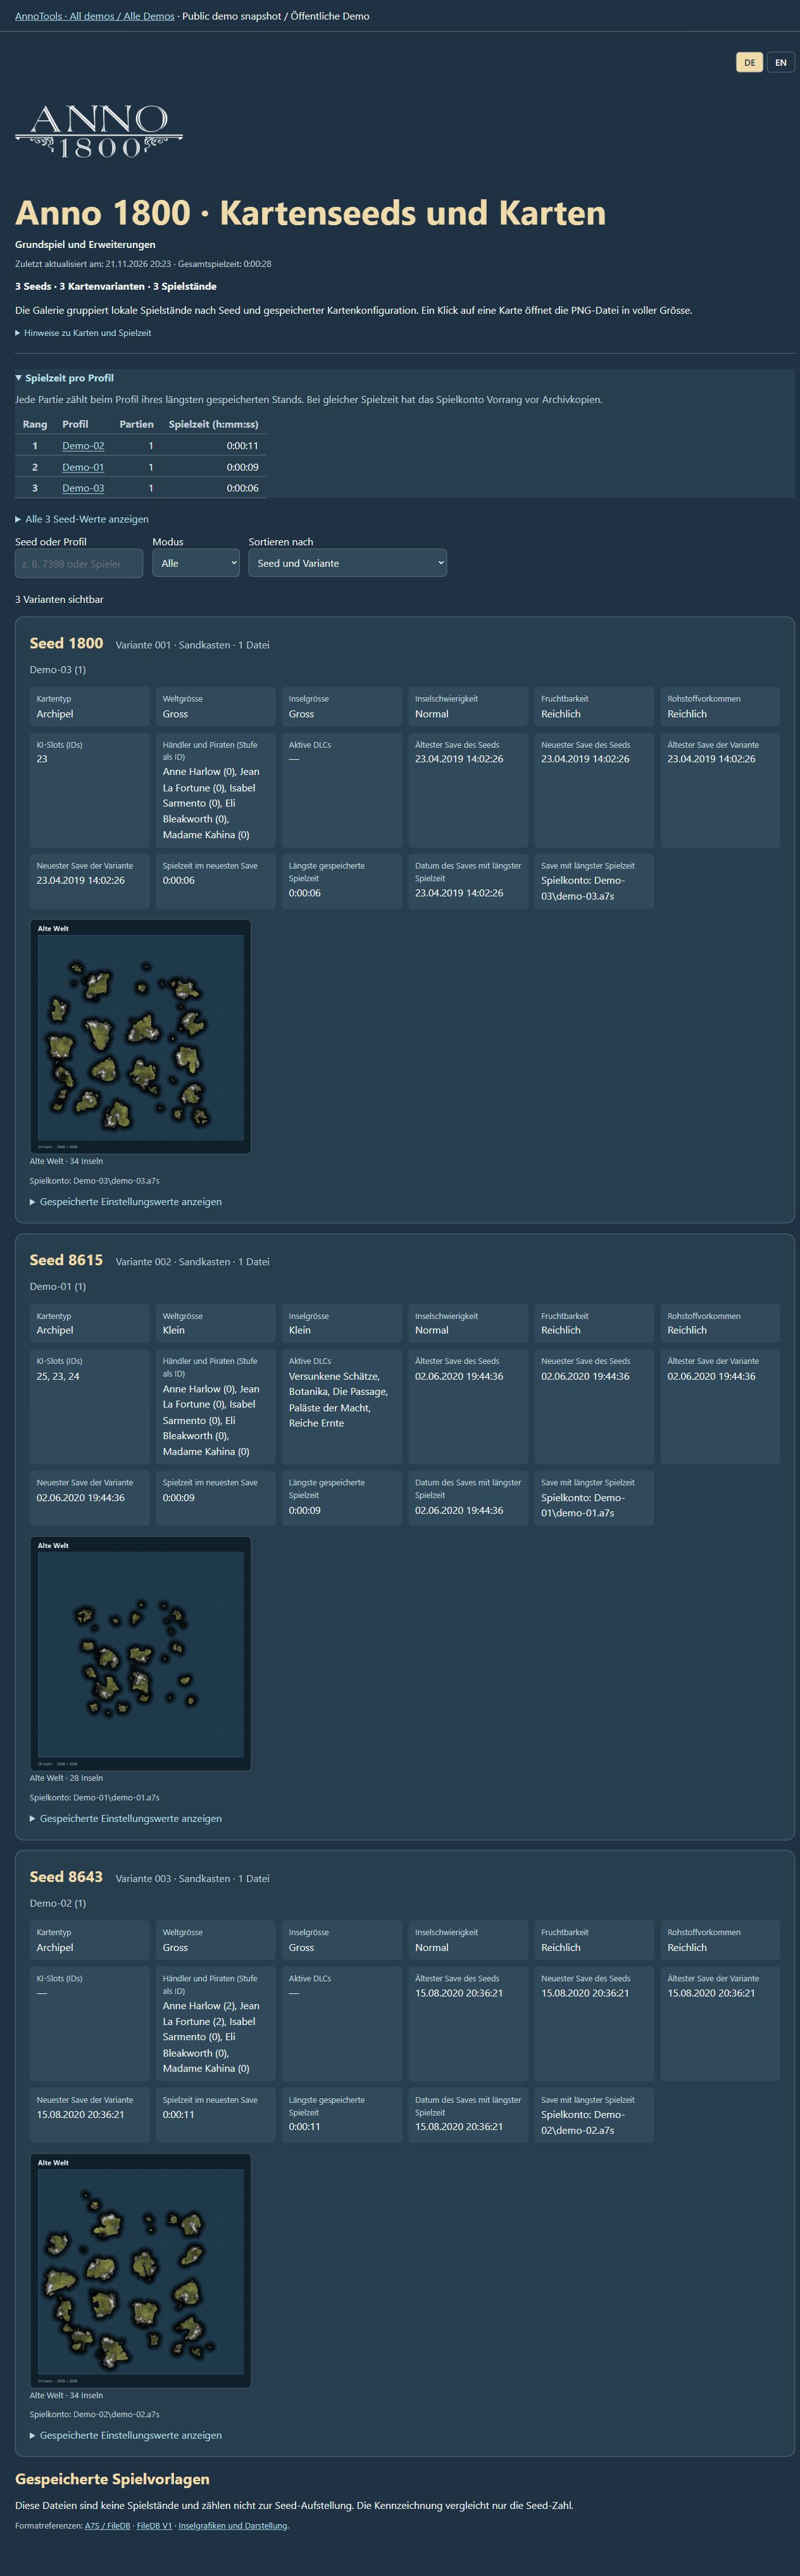 AnnoTools · All demos / Alle Demos · Public demo snapshot / Öffentliche Demo
DE EN
ANNO
1800
Anno 1800 · Kartenseeds und Karten
Grundspiel und Erweiterungen
Zuletzt aktualisiert am: 21.11.2026 20:23 · Gesamtspielzeit: 0:00:28
3 Seeds · 3 Kartenvarianten · 3 Spielstände
Die Galerie gruppiert lokale Spielstände nach Seed und gespeicherter Kartenkonfiguration. Ein Klick auf eine Karte öffnet die PNG-Datei in voller Grösse.
Hinweise zu Karten und Spielzeit
Spielzeit pro Profil
Jede Partie zählt beim Profil ihres längsten gespeicherten Stands. Bei gleicher Spielzeit hat das Spielkonto Vorrang vor Archivkopien.
Rang Profil Partien Spielzeit (h:mm:ss)
1 Demo-02 1 0:00:11
2 Demo-01 1 0:00:09
3 Demo-03 1 0:00:06
Alle 3 Seed-Werte anzeigen
Seed oder Profil Modus Sortieren nach
z. B. 7398 oder Spieler Alle Seed und Variante
3 Varianten sichtbar
Seed 1800 Variante 001 · Sandkasten · 1 Datei
Demo-03 (1)
Kartentyp Weltgrösse Inselgrösse Inselschwierigkeit Fruchtbarkeit Rohstoffvorkommen
Archipel Gross Gross Normal Reichlich Reichlich
KI-Slots (IDs)
23
Händler und Piraten (Stufe
als ID)
Anne Harlow (0), Jean
La Fortune (0), Isabel
Sarmento (0), Eli
Bleakworth (0),
Madame Kahina (0)
Aktive DLCs
—
Ältester Save des Seeds
23.04.2019 14:02:26
Neuester Save des Seeds
23.04.2019 14:02:26
Ältester Save der Variante
23.04.2019 14:02:26
Neuester Save der Variante
23.04.2019 14:02:26
Spielzeit im neuesten Save
0:00:06
Längste gespeicherte
Spielzeit
0:00:06
Datum des Saves mit längster
Spielzeit
23.04.2019 14:02:26
Save mit längster Spielzeit
Spielkonto: Demo-
03\demo-03.a7s
Alte Welt
Alte Welt · 34 Inseln
Spielkonto: Demo-03\demo-03.a7s
Gespeicherte Einstellungswerte anzeigen
Seed 8615 Variante 002 · Sandkasten · 1 Datei
Demo-01 (1)
Kartentyp Weltgrösse Inselgrösse Inselschwierigkeit Fruchtbarkeit Rohstoffvorkommen
Archipel Klein Klein Normal Reichlich Reichlich
KI-Slots (IDs)
25, 23, 24
Händler und Piraten (Stufe
als ID)
Anne Harlow (0), Jean
La Fortune (0), Isabel
Sarmento (0), Eli
Bleakworth (0),
Madame Kahina (0)
Aktive DLCs
Versunkene Schätze,
Botanika, Die Passage,
Paläste der Macht,
Reiche Ernte
Ältester Save des Seeds
02.06.2020 19:44:36
Neuester Save des Seeds
02.06.2020 19:44:36
Ältester Save der Variante
02.06.2020 19:44:36
Neuester Save der Variante
02.06.2020 19:44:36
Spielzeit im neuesten Save
0:00:09
Längste gespeicherte
Spielzeit
0:00:09
Datum des Saves mit längster
Spielzeit
02.06.2020 19:44:36
Save mit längster Spielzeit
Spielkonto: Demo-
01\demo-01.a7s
Alte Welt
Alte Welt · 28 Inseln
Spielkonto: Demo-01\demo-01.a7s
Gespeicherte Einstellungswerte anzeigen
Seed 8643 Variante 003 · Sandkasten · 1 Datei
Demo-02 (1)
Kartentyp Weltgrösse Inselgrösse Inselschwierigkeit Fruchtbarkeit Rohstoffvorkommen
Archipel Gross Gross Normal Reichlich Reichlich
KI-Slots (IDs)
—
Händler und Piraten (Stufe
als ID)
Anne Harlow (2), Jean
La Fortune (2), Isabel
Sarmento (0), Eli
Bleakworth (0),
Madame Kahina (0)
Aktive DLCs
—
Ältester Save des Seeds
15.08.2020 20:36:21
Neuester Save des Seeds
15.08.2020 20:36:21
Ältester Save der Variante
15.08.2020 20:36:21
Neuester Save der Variante
15.08.2020 20:36:21
Spielzeit im neuesten Save
0:00:11
Längste gespeicherte
Spielzeit
0:00:11
Datum des Saves mit längster
Spielzeit
15.08.2020 20:36:21
Save mit längster Spielzeit
Spielkonto: Demo-
02\demo-02.a7s
Alte Welt
Alte Welt · 34 Inseln
Spielkonto: Demo-02\demo-02.a7s
Gespeicherte Einstellungswerte anzeigen
Gespeicherte Spielvorlagen
Diese Dateien sind keine Spielstände und zählen nicht zur Seed-Aufstellung. Die Kennzeichnung vergleicht nur die Seed-Zahl.
Formatreferenzen: A7S / FileDB · FileDB V1 · Inselgrafiken und Darstellung.